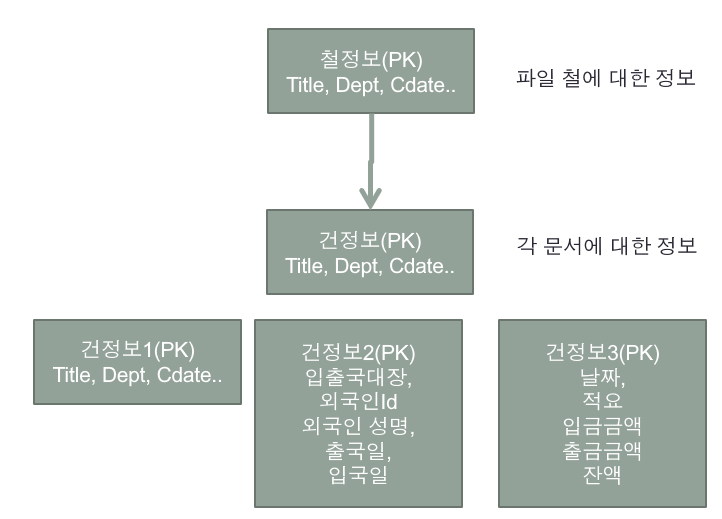 철정보(PK)
Title, Dept, Cdate..
파일 철에 대한 정보
건정보(PK)
Title, Dept, Cdate..
각 문서에 대한 정보
건정보1(PK)
Title, Dept, Cdate..
건정보2(PK)
입출국대장,
외국인Id
외국인 성명,
출국일,
입국일
건정보3(PK)
날짜,
적요
입금금액
출금금액
잔액